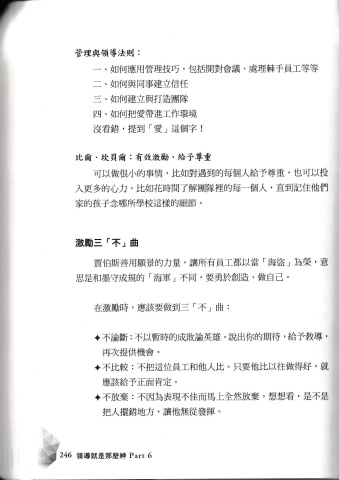 管理與領導法則：
一、如何應用管理技巧，包括開對會議、處理棘手員工等等
二、如何與同事建立信任
三、如何建立與打造團隊
四、如何把愛帶進工作環境
沒看錯，提到「愛」這個字！
比爾．坎貝爾：有效激勵、給予尊重
可以做很小的事情，比如對遇到的每個人給予尊重，也可以投
入更多的心力，比如花時間了解團隊裡的每一個人，直到記住他們
家的孩子念哪所學校這樣的細節。
激勵三「不」曲
賈伯斯善用願景的力量，讓所有員工都以當「海盜」為榮，意
思是和墨守成規的「海軍」不同，要勇於創造、做自己。
在激勵時，應該要做到三「不」曲：
✦不論斷：不以暫時的成敗論英雄。說出你的期待，給予教導，
再次提供機會。
✦不比較：不把這位員工和他人比。只要他比以往做得好，就
應該給予正面肯定。
✦不放棄：不因為表現不佳而馬上全然放棄。想想看，是不是
把人擺錯地方，讓他無從發揮。
246 領導就是那麼神 Part 6